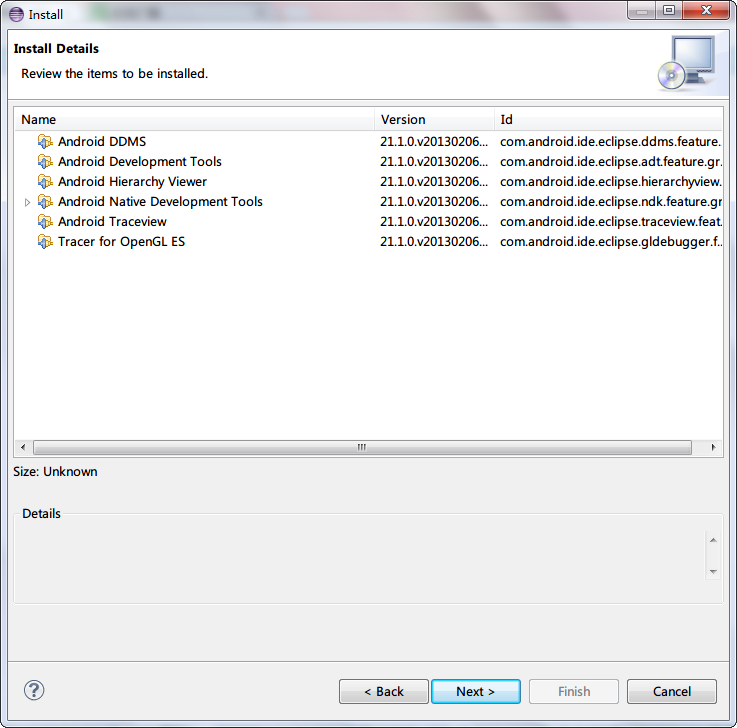 Install
Install Details
Review the items to be installed.
Name Version Id
Android DDMS 21.1.0.v20130206... com.android.ide.eclipse.ddms.feature.
Android Development Tools 21.1.0.v20130206... com.android.ide.eclipse.adt.feature.gr
Android Hierarchy Viewer 21.1.0.v20130206... com.android.ide.eclipse.hierarchyview.
Android Native Development Tools 21.1.0.v20130206... com.android.ide.eclipse.ndk.feature.gr
Android Traceview 21.1.0.v20130206... com.android.ide.eclipse.traceview.feat.
Tracer for OpenGL ES 21.1.0.v20130206... com.android.ide.eclipse.gldebugger.f..
Size: Unknown
Details
? < Back Next > Finish Cancel